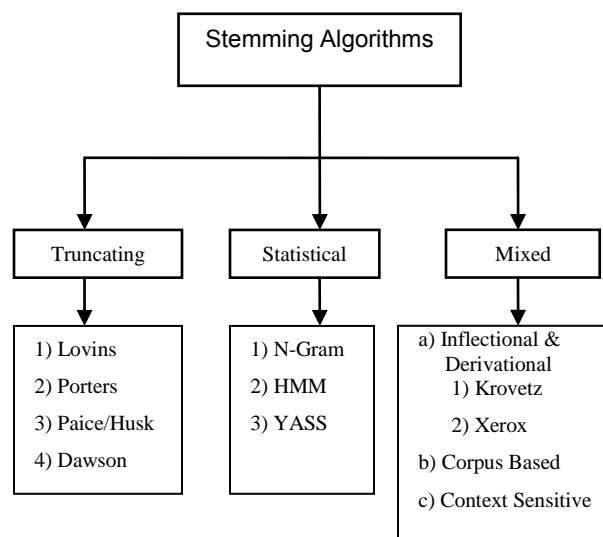 Stemming Algorithms
Truncating
Statistical
Mixed
1) Lovins
2) Porters
3) Paice/Husk
4) Dawson
1) N-Gram
2) HMM
3) YASS
a) Inflectional &
Derivational
1) Krovetz
2) Xerox
b) Corpus Based
c) Context Sensitive